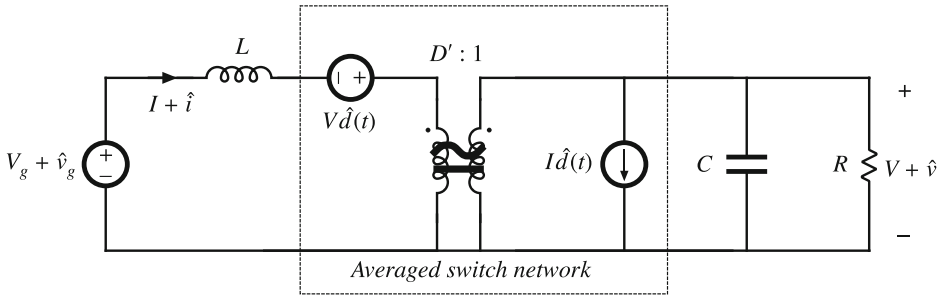 L
D′ : 1
I + î
− +
V d̂(t)
+
V_g + v̂_g
+
−
I d̂(t)
C
R
V + v̂
−
Averaged switch network